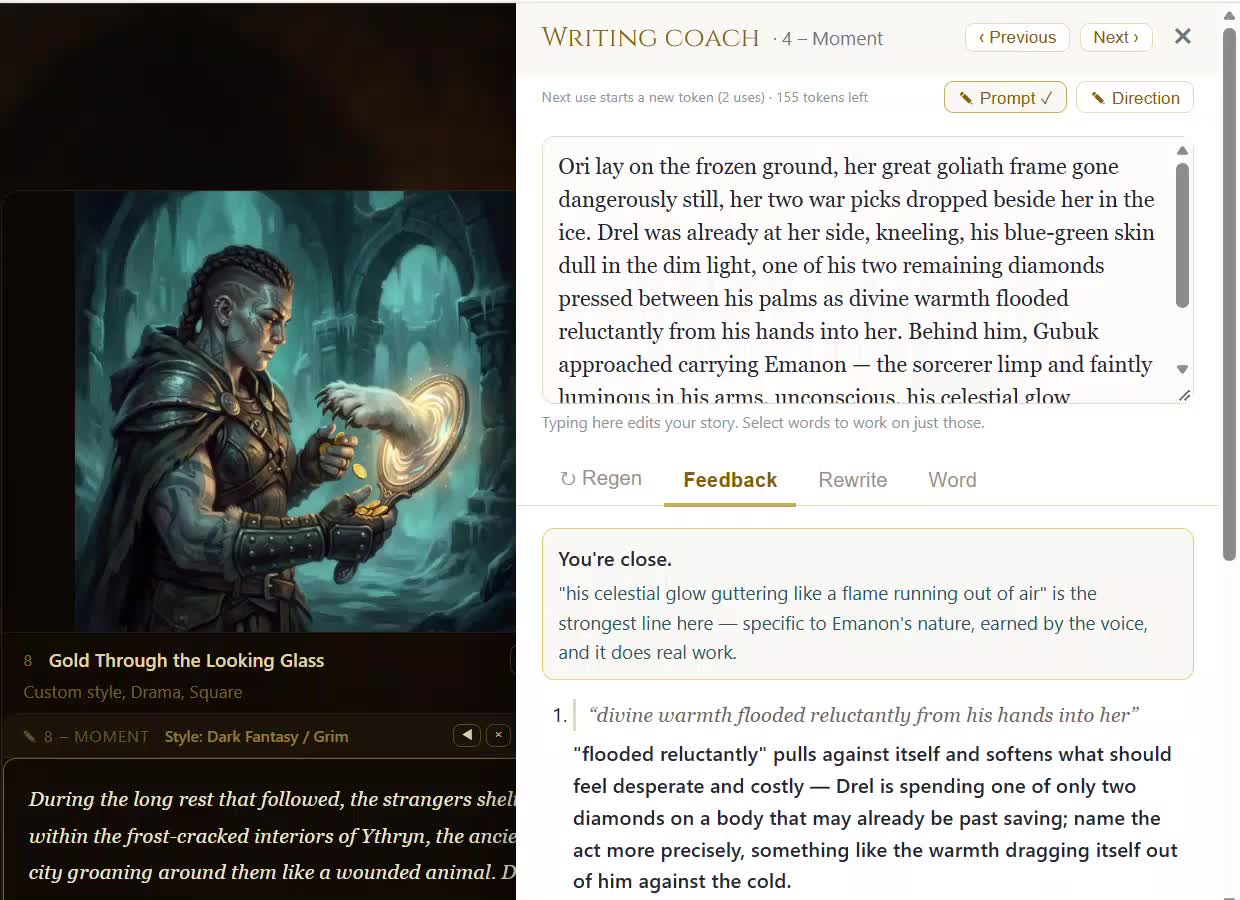 Writing coach · 4 – Moment
‹ Previous
Next ›
✕
Next use starts a new token (2 uses) · 155 tokens left
✎ Prompt ✓
✎ Direction
Ori lay on the frozen ground, her great goliath frame gone
dangerously still, her two war picks dropped beside her in the
ice. Drel was already at her side, kneeling, his blue-green skin
dull in the dim light, one of his two remaining diamonds
pressed between his palms as divine warmth flooded
reluctantly from his hands into her. Behind him, Gubuk
approached carrying Emanon — the sorcerer limp and faintly
luminous in his arms, unconscious, his celestial glow
Typing here edits your story. Select words to work on just those.
↻ Regen
Feedback
Rewrite
Word
You're close.
"his celestial glow guttering like a flame running out of air" is the
strongest line here — specific to Emanon's nature, earned by the voice,
and it does real work.
1. “divine warmth flooded reluctantly from his hands into her”
"flooded reluctantly" pulls against itself and softens what should
feel desperate and costly — Drel is spending one of only two
diamonds on a body that may already be past saving; name the
act more precisely, something like the warmth dragging itself out
of him against the cold.
8 Gold Through the Looking Glass
Custom style, Drama, Square
✎ 8 – MOMENT Style: Dark Fantasy / Grim
◀ ×
During the long rest that followed, the strangers shel
within the frost-cracked interiors of Ythryn, the ancie
city groaning around them like a wounded animal. D